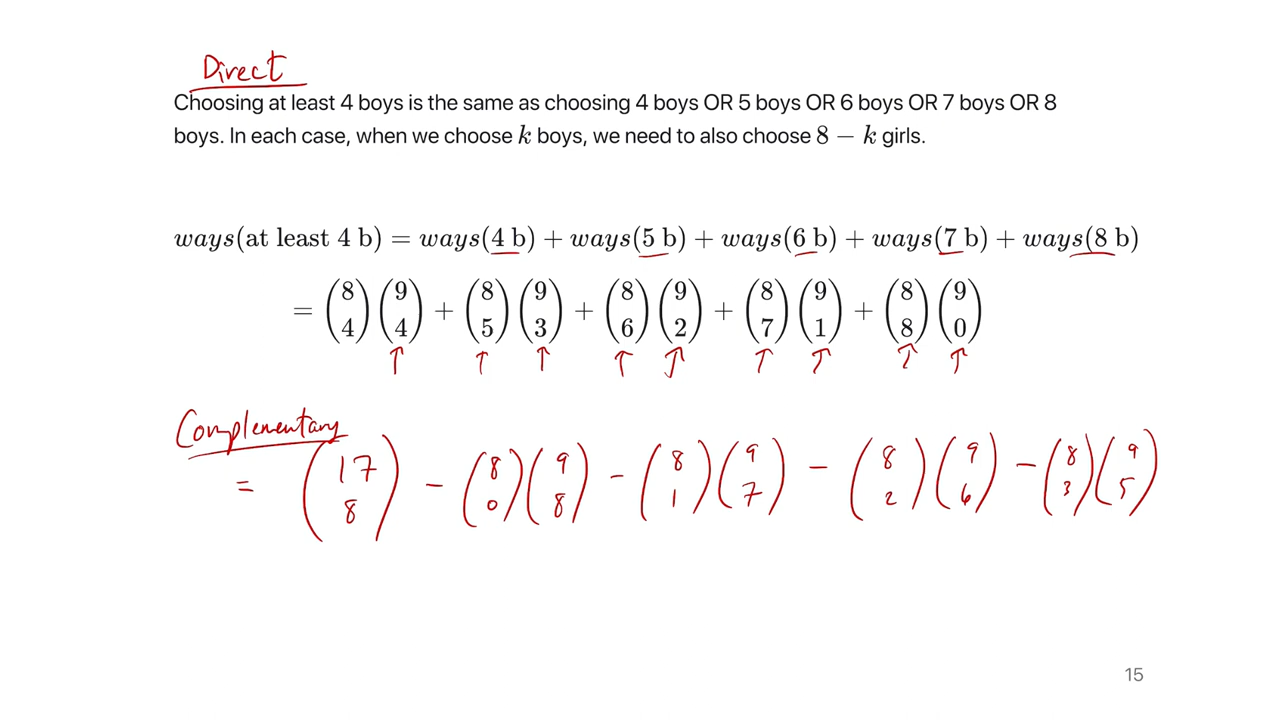 Direct
Choosing at least 4 boys is the same as choosing 4 boys OR 5 boys OR 6 boys OR 7 boys OR 8
boys. In each case, when we choose k boys, we need to also choose 8 − k girls.
ways(at least 4 b) = ways(4 b) + ways(5 b) + ways(6 b) + ways(7 b) + ways(8 b)
= (8 4)(9 4) + (8 5)(9 3) + (8 6)(9 2) + (8 7)(9 1) + (8 8)(9 0)
↑ ↑ ↑ ↑ ↑ ↑ ↑ ↑ ↑
Complementary
= (17 8) − (8 0)(9 8) − (8 1)(9 7) − (8 2)(9 6) − (8 3)(9 5)
15